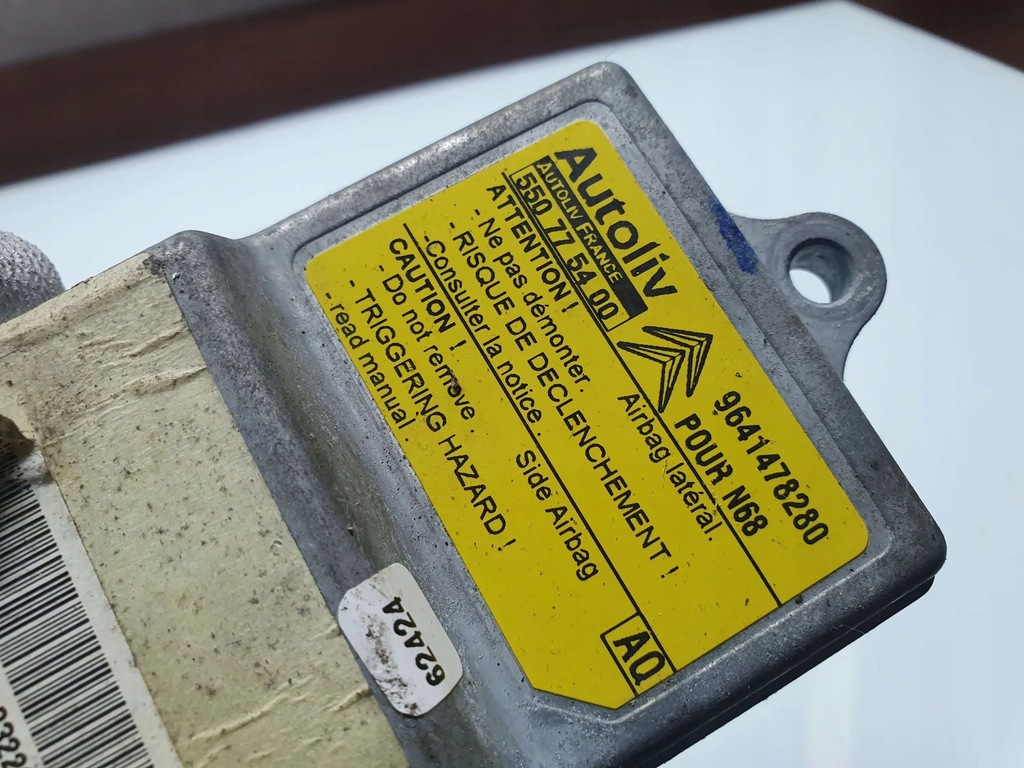 Autoliv
AUTOLIV FRANCE
550 77 54 00
9641478280
POUR N68
ATTENTION ! Airbag latéral.
- Ne pas démonter.
- RISQUE DE DECLENCHEMENT !
-Consulter la notice.
CAUTION ! Side Airbag
- Do not remove.
- TRIGGERING HAZARD !
- read manual.
AQ
62424